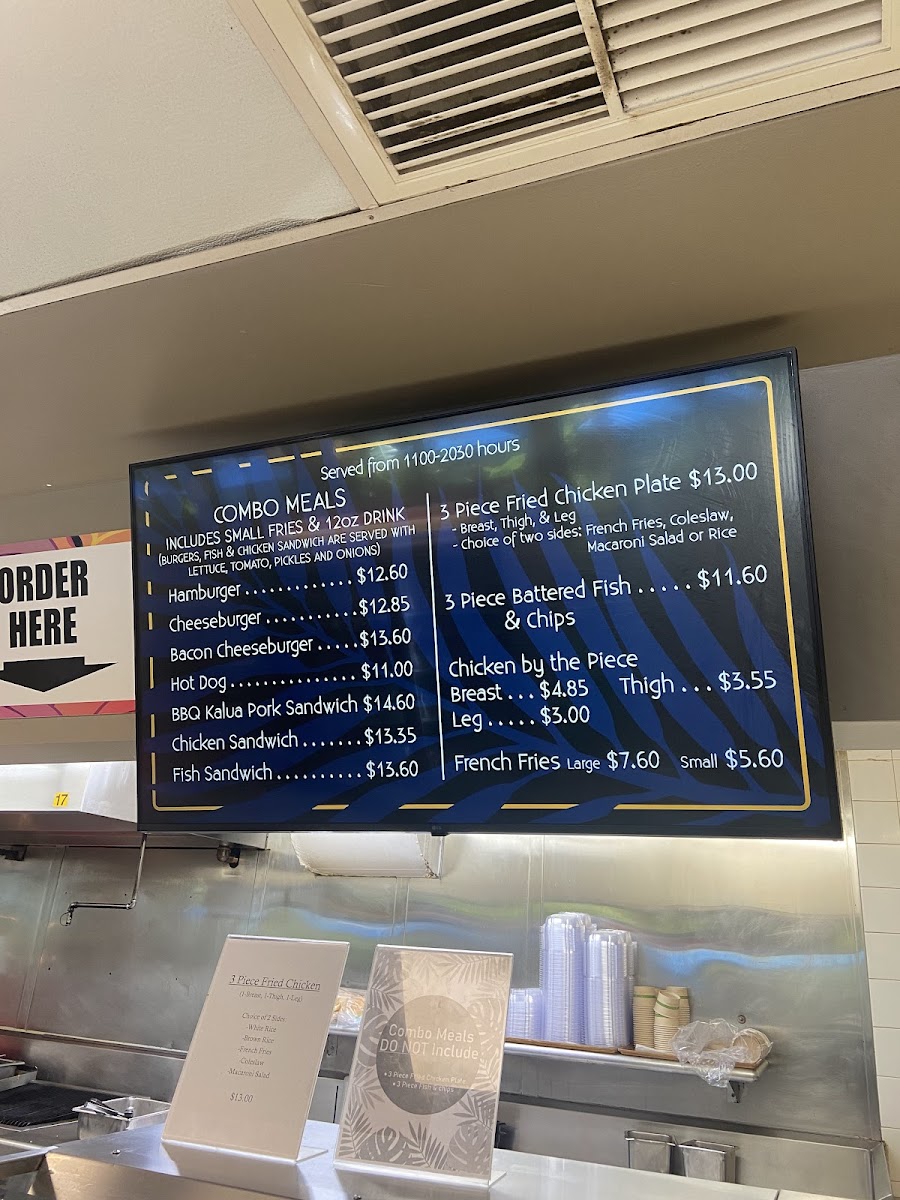 Served from 1100-2030 hours
COMBO MEALS
INCLUDES SMALL FRIES & 12oz DRINK
(BURGERS, FISH & CHICKEN SANDWICH ARE SERVED WITH
LETTUCE, TOMATO, PICKLES AND ONIONS)
Hamburger ............. $12.60
Cheeseburger ...........$12.85
Bacon Cheeseburger .....$13.60
Hot Dog ............... $11.00
BBQ Kalua Pork Sandwich $14.60
Chicken Sandwich .......$13.35
Fish Sandwich .......... $13.60
3 Piece Fried Chicken Plate $13.00
- Breast, Thigh, & Leg
- Choice of two sides: French Fries, Coleslaw,
Macaroni Salad or Rice
3 Piece Battered Fish ..... $11.60
& Chips
Chicken by the Piece
Breast ... $4.85 Thigh ... $3.55
Leg ..... $3.00
French Fries Large $7.60 Small $5.60
ORDER
HERE
17
3 Piece Fried Chicken
(1-Breast, 1-Thigh, 1-Leg)
Choice of 2 Sides:
-White Rice
-Brown Rice
-French Fries
-Coleslaw
-Macaroni Salad
$13.00
Combo Meals
DO NOT Include
• 3 Piece Fried Chicken Plate
• 3 Piece Fish & Chips